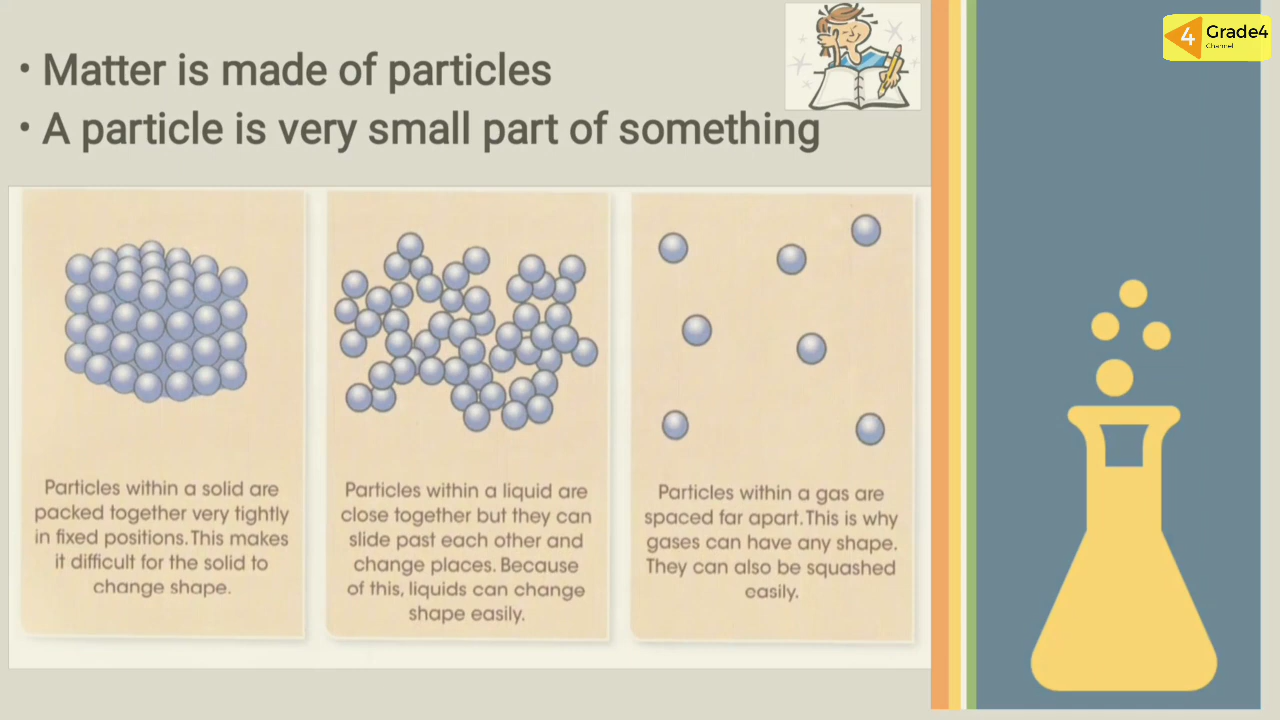 • Matter is made of particles
• A particle is very small part of something
4 Grade4
Channel
Particles within a solid are
packed together very tightly
in fixed positions. This makes
it difficult for the solid to
change shape.
Particles within a liquid are
close together but they can
slide past each other and
change places. Because
of this, liquids can change
shape easily.
Particles within a gas are
spaced far apart. This is why
gases can have any shape.
They can also be squashed
easily.